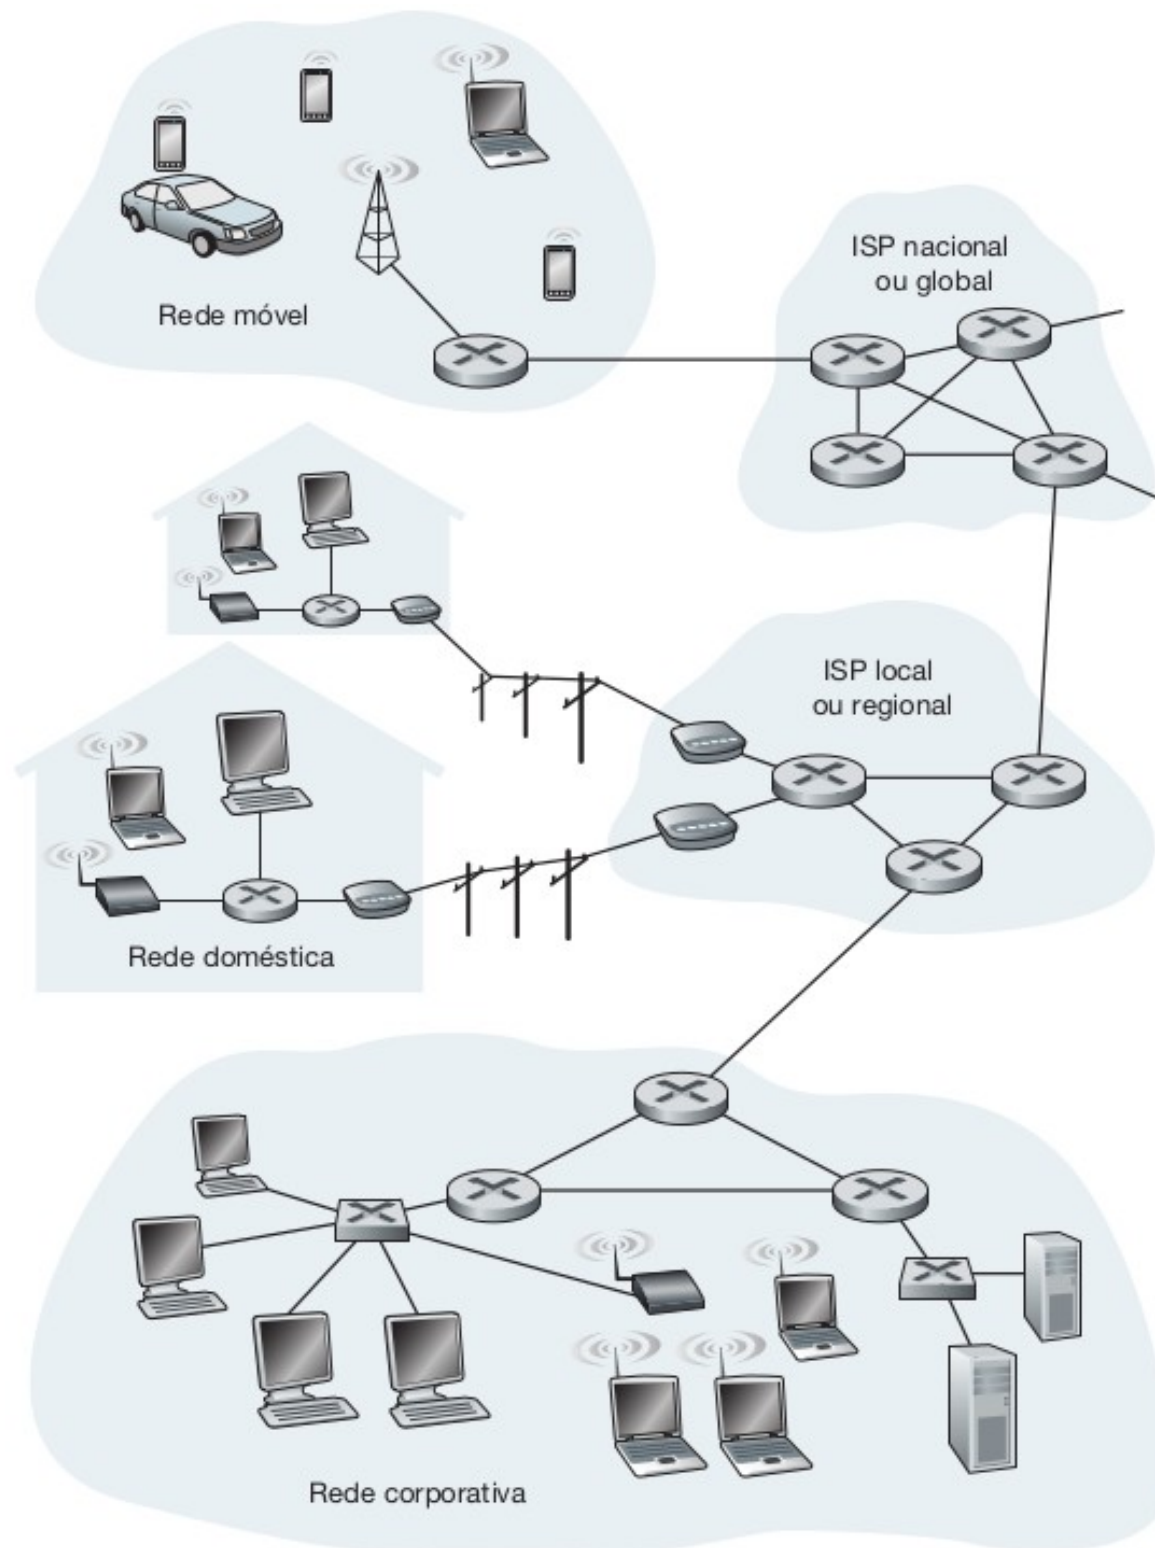 Rede móvel
ISP nacional
ou global
ISP local
ou regional
Rede doméstica
Rede corporativa